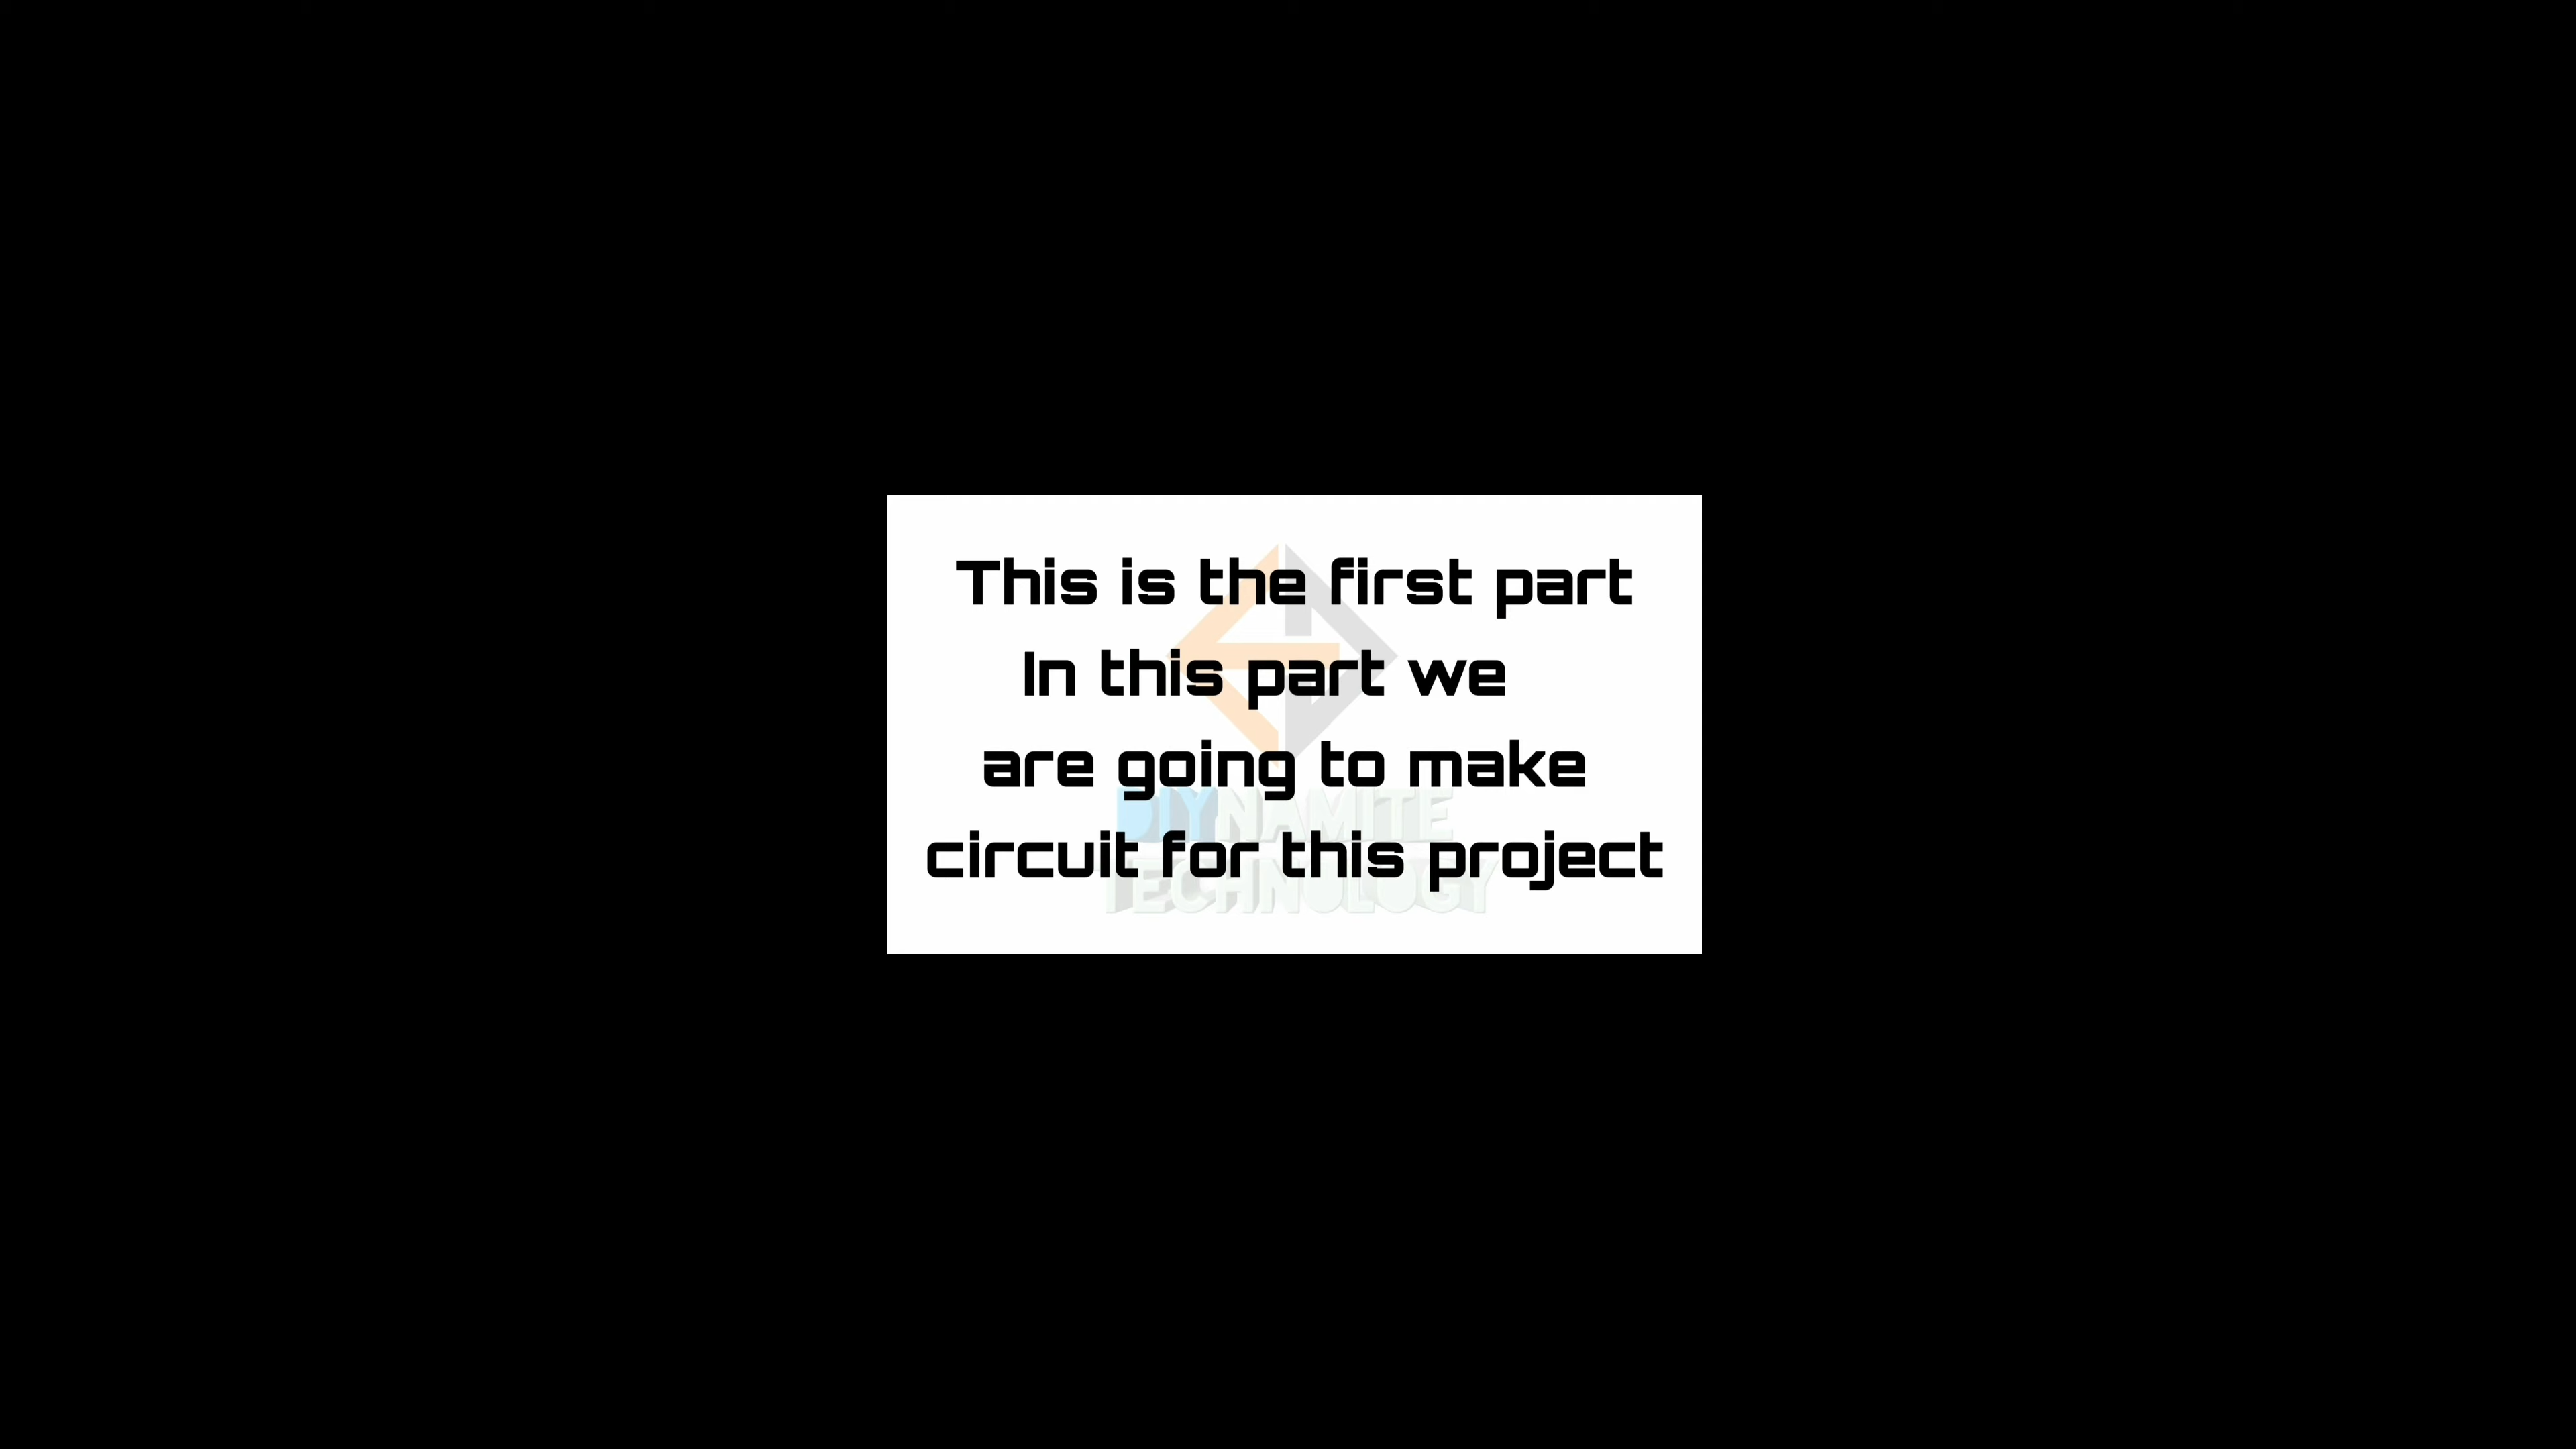 This is the first part
In this part we
are going to make
DIYNAMITE
circuit for this project
TECHNOLOGY